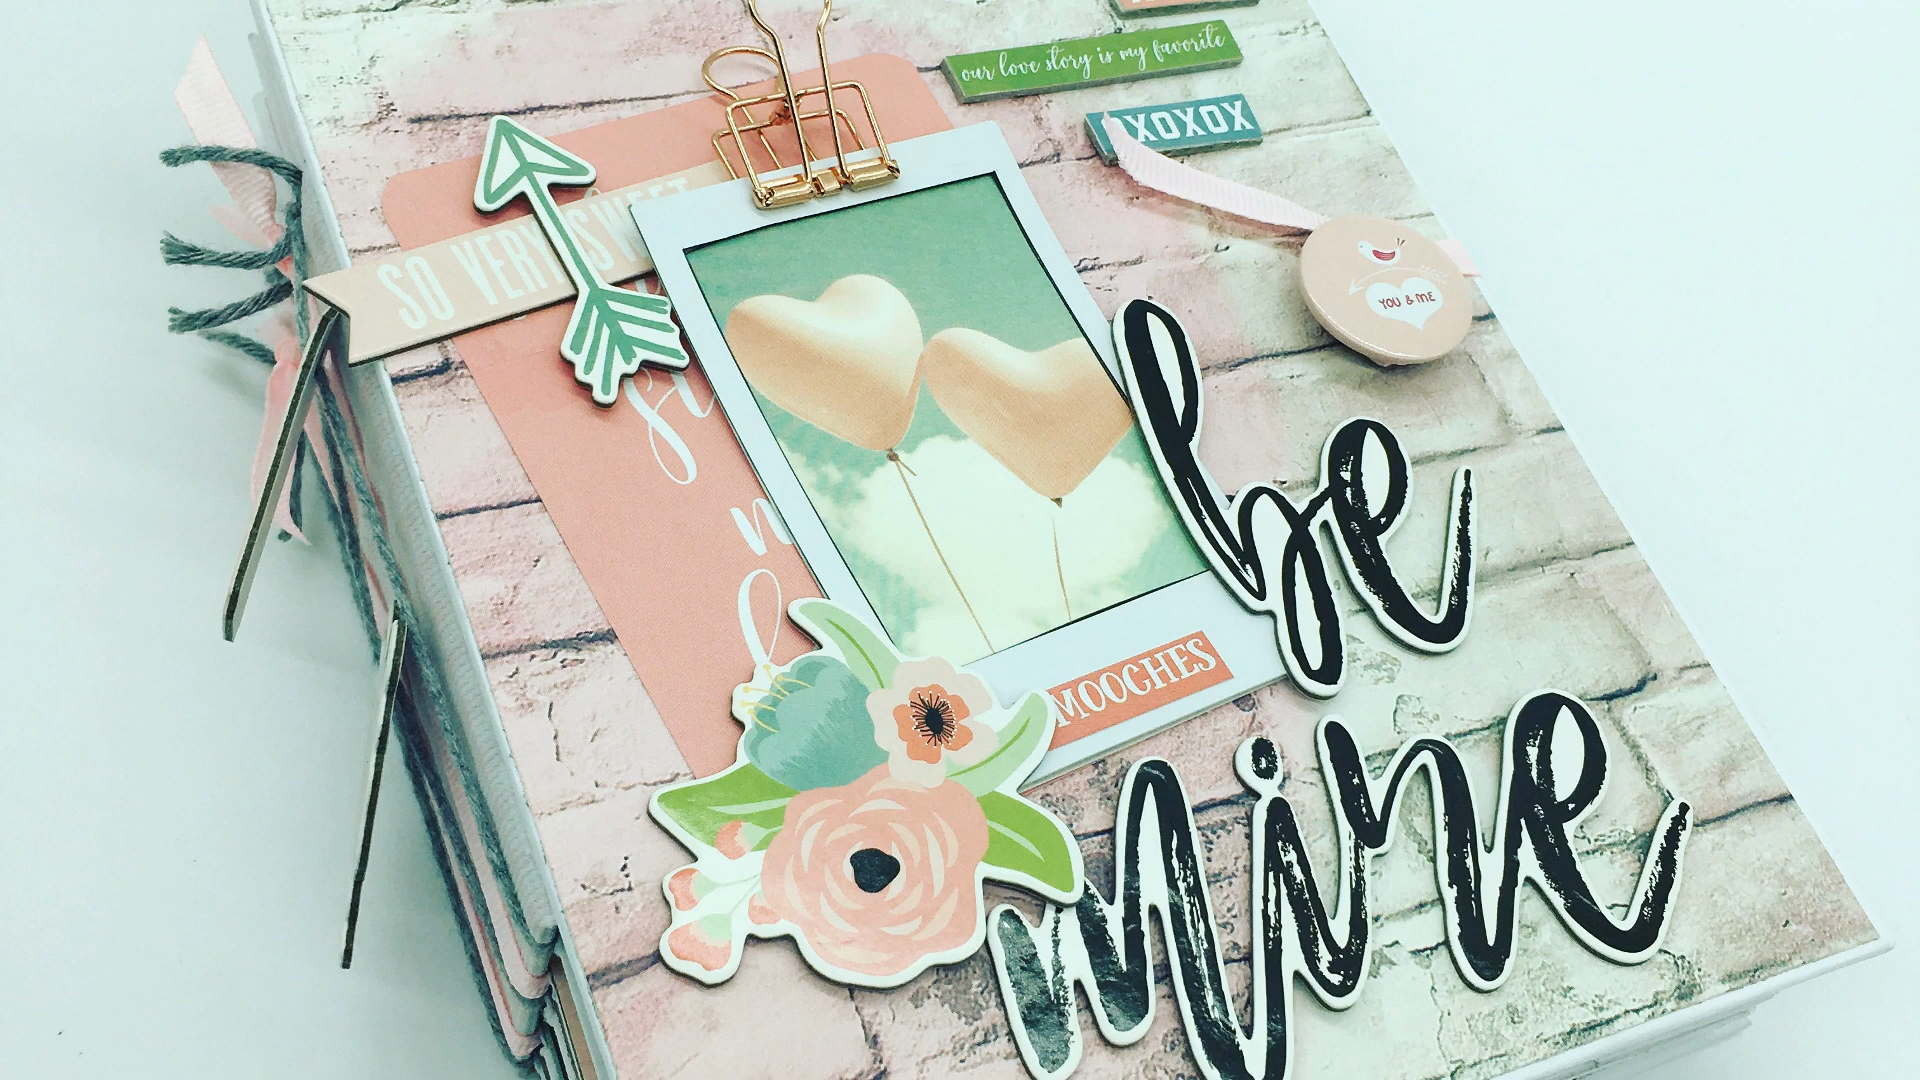 our love story is my favorite
XOXOX
SO VERY SWEET
YOU & ME
be
MOOCHES
mine